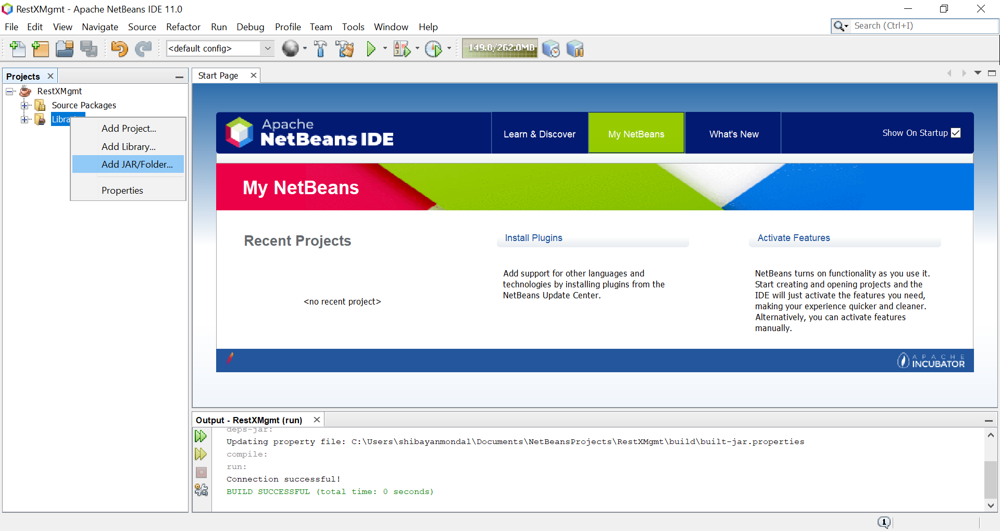 RestXMgmt - Apache NetBeans IDE 11.0
File Edit View Navigate Source Refactor Run Debug Profile Team Tools Window Help
Search (Ctrl+I)
<default config>
149.8/262.0MB
Projects
Start Page
RestXMgmt
Source Packages
Add Project...
Add Library...
Add JAR/Folder...
Properties
Apache
NetBeans IDE
Learn & Discover
My NetBeans
What's New
Show On Startup
My NetBeans
Recent Projects
<no recent project>
Install Plugins
Add support for other languages and
technologies by installing plugins from the
NetBeans Update Center.
Activate Features
NetBeans turns on functionality as you use it.
Start creating and opening projects and the
IDE will just activate the features you need,
making your experience quicker and cleaner.
Alternatively, you can activate features
manually.
APACHE
INCUBATOR
Output - RestXMgmt (run)
deps-jar:
Updating property file: C:\Users\shibayanmondal\Documents\NetBeansProjects\RestXMgmt\build\built-jar.properties
compile:
run:
Connection successful!
BUILD SUCCESSFUL (total time: 0 seconds)
1